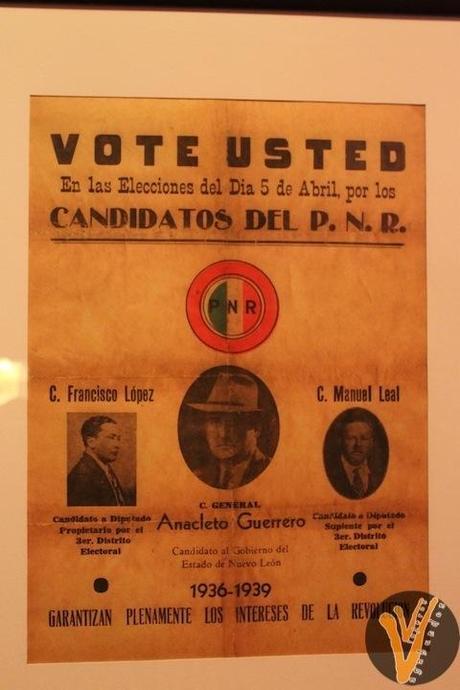 VOTE USTED
En las Elecciones del Dia 5 de Abril, por los
CANDIDATOS DEL P. N. R.
PNR
C. Francisco López
Candidato a Diputado
Propietario por el
3er. Distrito
Electoral
C. GENERAL
Anacleto Guerrero
Candidato al Gobierno del
Estado de Nuevo León
1936-1939
C. Manuel Leal
Candidato a Diputado
Suplente por el
3er. Distrito
Electoral
GARANTIZAN PLENAMENTE LOS INTERESES DE LA REVOLUCION